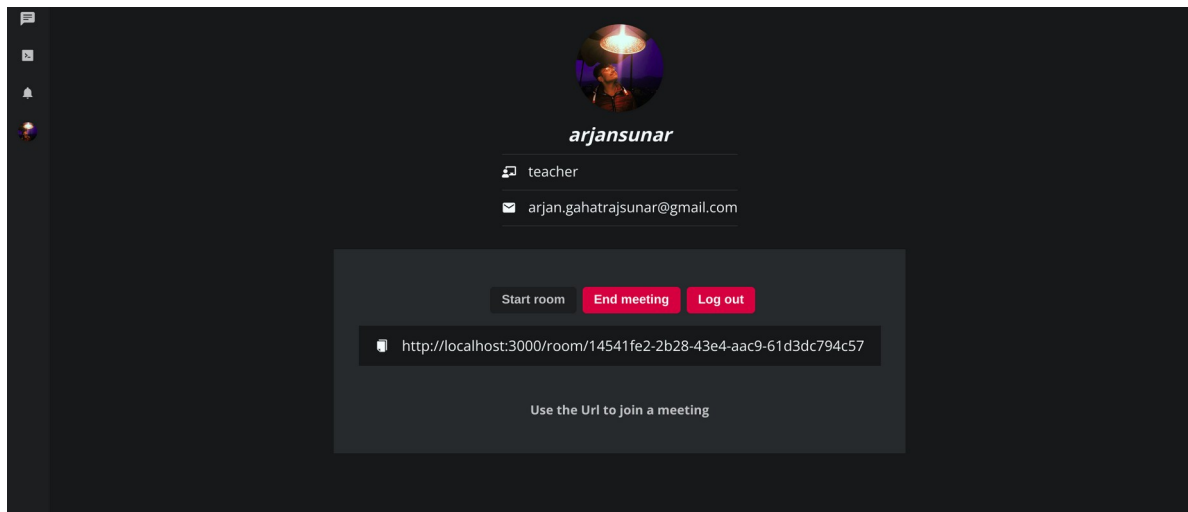 arjansunar
teacher
arjan.gahatrajsunar@gmail.com
Start room End meeting Log out
http://localhost:3000/room/14541fe2-2b28-43e4-aac9-61d3dc794c57
Use the Url to join a meeting